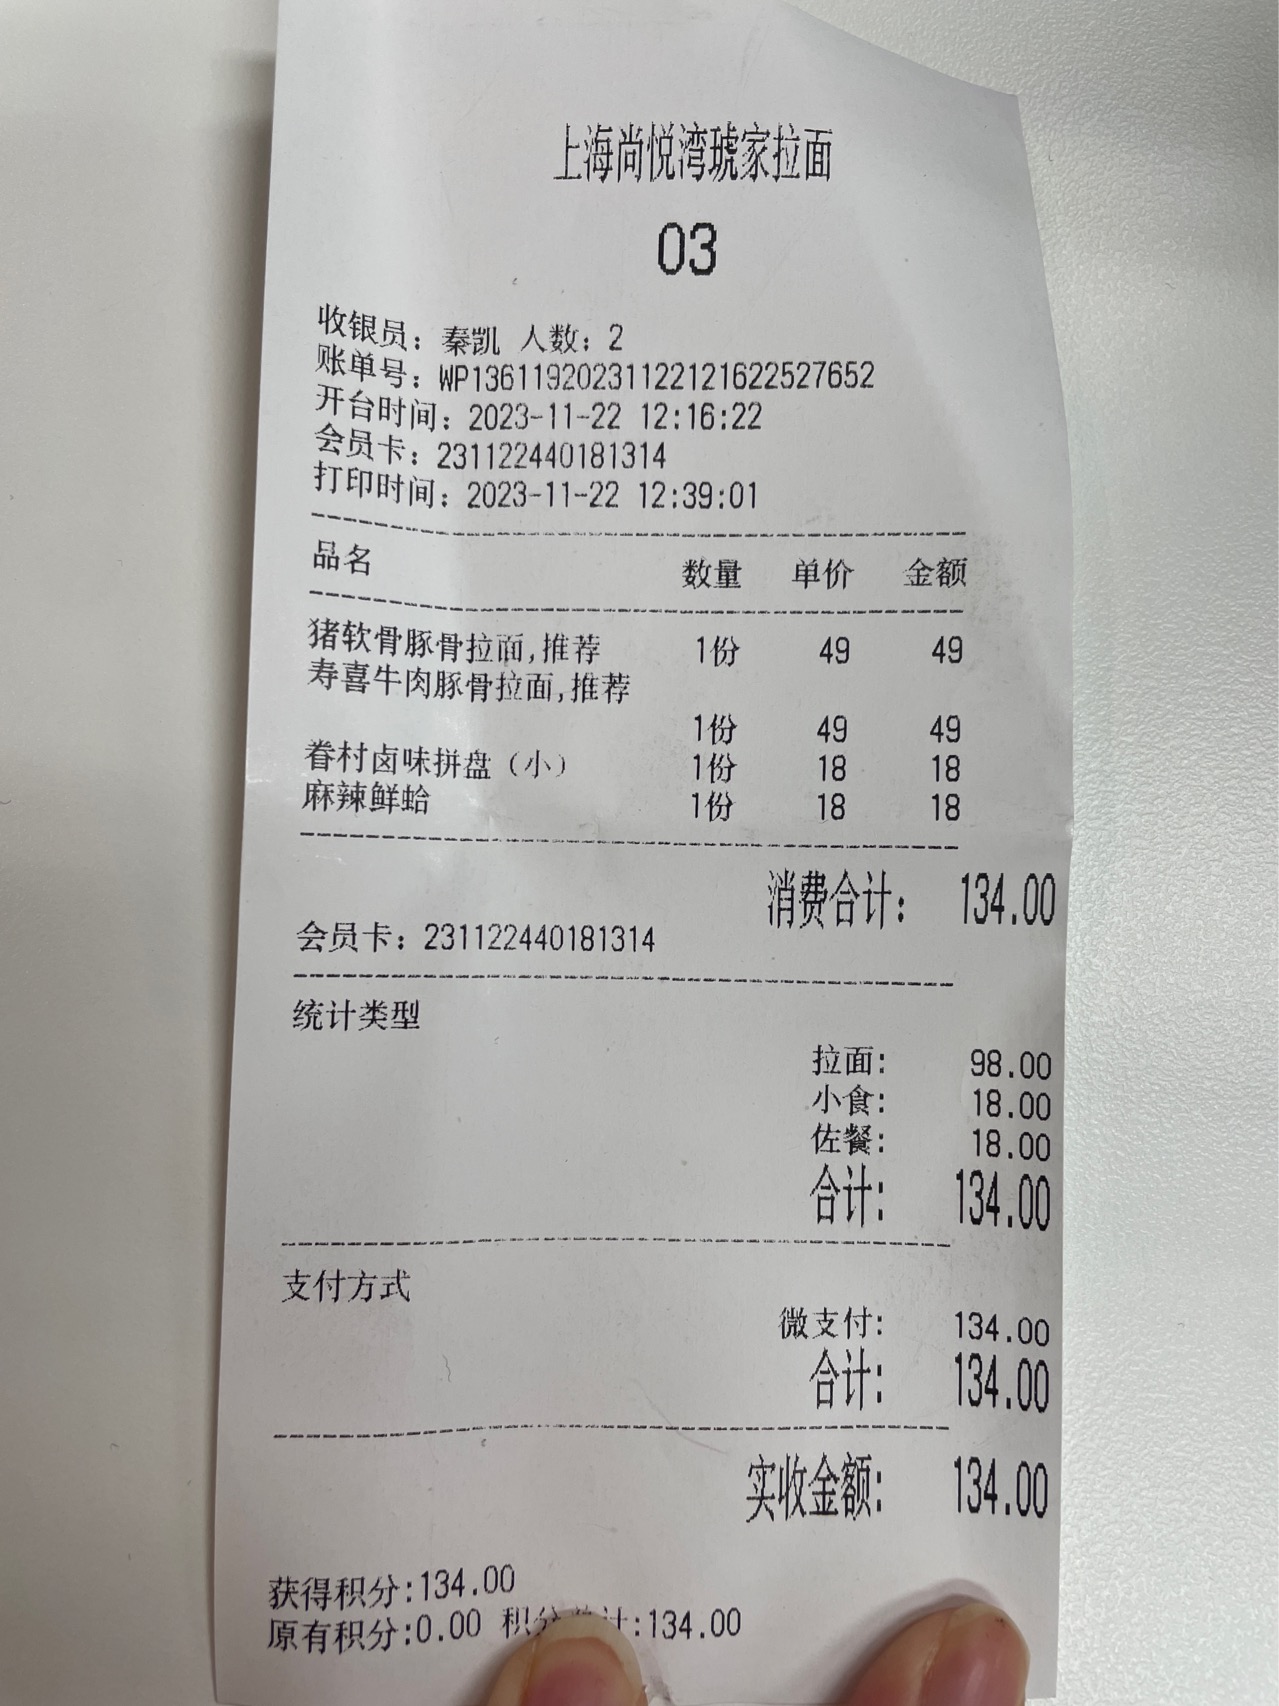 上海尚悦湾琥家拉面
03
收银员：秦凯 人数：2
账单号：WP13611920231122121622527652
开台时间：2023-11-22 12:16:22
会员卡：231122440181314
打印时间：2023-11-22 12:39:01
品名 数量 单价 金额
猪软骨豚骨拉面,推荐 1份 49 49
寿喜牛肉豚骨拉面,推荐
1份 49 49
眷村卤味拼盘（小） 1份 18 18
麻辣鲜蛤 1份 18 18
消费合计： 134.00
会员卡：231122440181314
统计类型
拉面: 98.00
小食: 18.00
佐餐: 18.00
合计: 134.00
支付方式
微支付: 134.00
合计: 134.00
实收金额: 134.00
获得积分:134.00
原有积分:0.00 积分 计:134.00